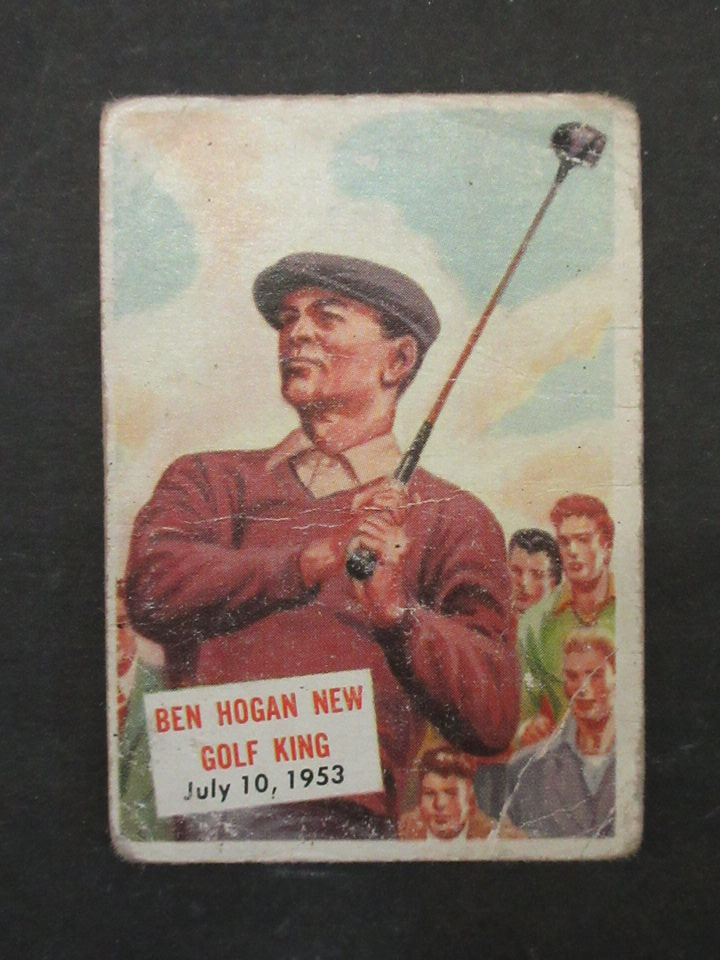 BEN HOGAN NEW
GOLF KING
July 10, 1953